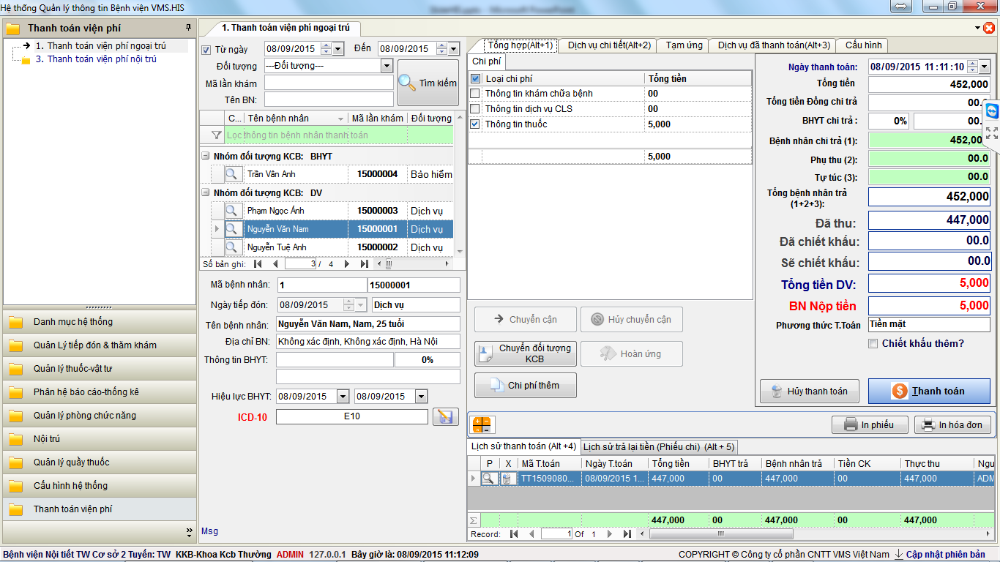 Hệ thống Quản lý thông tin Bệnh viện VMS.HIS
Thanh toán viện phí
1. Thanh toán viện phí ngoại trú
3. Thanh toán viện phí nội trú
Danh mục hệ thống
Quản Lý tiếp đón & thăm khám
Quản lý thuốc-vật tư
Phân hệ báo cáo-thống kê
Quản lý phòng chức năng
Nội trú
Quản lý quầy thuốc
Cấu hình hệ thống
Thanh toán viện phí
1. Thanh toán viện phí ngoại trú
Từ ngày 08/09/2015 Đến 08/09/2015
Đối tượng ---Đối tượng---
Mã lần khám
Tên BN:
Tìm kiếm
C... Tên bệnh nhân Mã lần khám Đối tượng
Lọc thông tin bệnh nhân thanh toán
Nhóm đối tượng KCB: BHYT
Trần Vân Anh 15000004 Bảo hiểm
Nhóm đối tượng KCB: DV
Phạm Ngọc Ánh 15000003 Dịch vụ
Nguyễn Văn Nam 15000001 Dịch vụ
Nguyễn Tuệ Anh 15000002 Dịch vụ
Số bản ghi: 3 / 4
Mã bệnh nhân: 1 15000001
Ngày tiếp đón: 08/09/2015 Dịch vụ
Tên bệnh nhân: Nguyễn Văn Nam, Nam, 25 tuổi
Địa chỉ BN: Không xác định, Không xác định, Hà Nội
Thông tin BHYT: 0%
Hiệu lực BHYT: 08/09/2015 08/09/2015
ICD-10 E10
Msg
Tổng hợp(Alt+1) Dịch vụ chi tiết(Alt+2) Tạm ứng Dịch vụ đã thanh toán(Alt+3) Cấu hình
Chi phí
Loại chi phí Tổng tiền
Thông tin khám chữa bệnh 00
Thông tin dịch vụ CLS 00
Thông tin thuốc 5,000
5,000
Chuyển cận Hủy chuyển cận
Chuyển đối tượng KCB Hoàn ứng
Chi phí thêm
Ngày thanh toán: 08/09/2015 11:11:10
Tổng tiền 452,000
Tổng tiền Đồng chi trả 00.
BHYT chi trả : 0% 00.
Bệnh nhân chi trả (1): 452,000
Phụ thu (2): 00.0
Tự túc (3): 00.0
Tổng bệnh nhân trả (1+2+3): 452,000
Đã thu: 447,000
Đã chiết khấu: 00.0
Sẽ chiết khấu: 00.0
Tổng tiền DV: 5,000
BN Nộp tiền 5,000
Phương thức T.Toán Tiền mặt
Chiết khấu thêm?
Hủy thanh toán Thanh toán
In phiếu In hóa đơn
Lịch sử thanh toán (Alt +4) Lịch sử trả lại tiền (Phiếu chi) (Alt + 5)
P X Mã T.toán Ngày T.toán Tổng tiền BHYT trả Bệnh nhân trả Tiền CK Thực thu Ngu
TT1509080... 08/09/2015 1... 447,000 00 447,000 00 447,000 ADM
Σ 447,000 00 447,000 00 447,000
Record: 1 Of 1
Bệnh viện Nội tiết TW Cơ sở 2 Tuyến: TW KKB-Khoa Kcb Thường ADMIN 127.0.0.1 Bây giờ là: 08/09/2015 11:12:09 COPYRIGHT © Công ty cổ phần CNTT VMS Việt Nam Cập nhật phiên bản